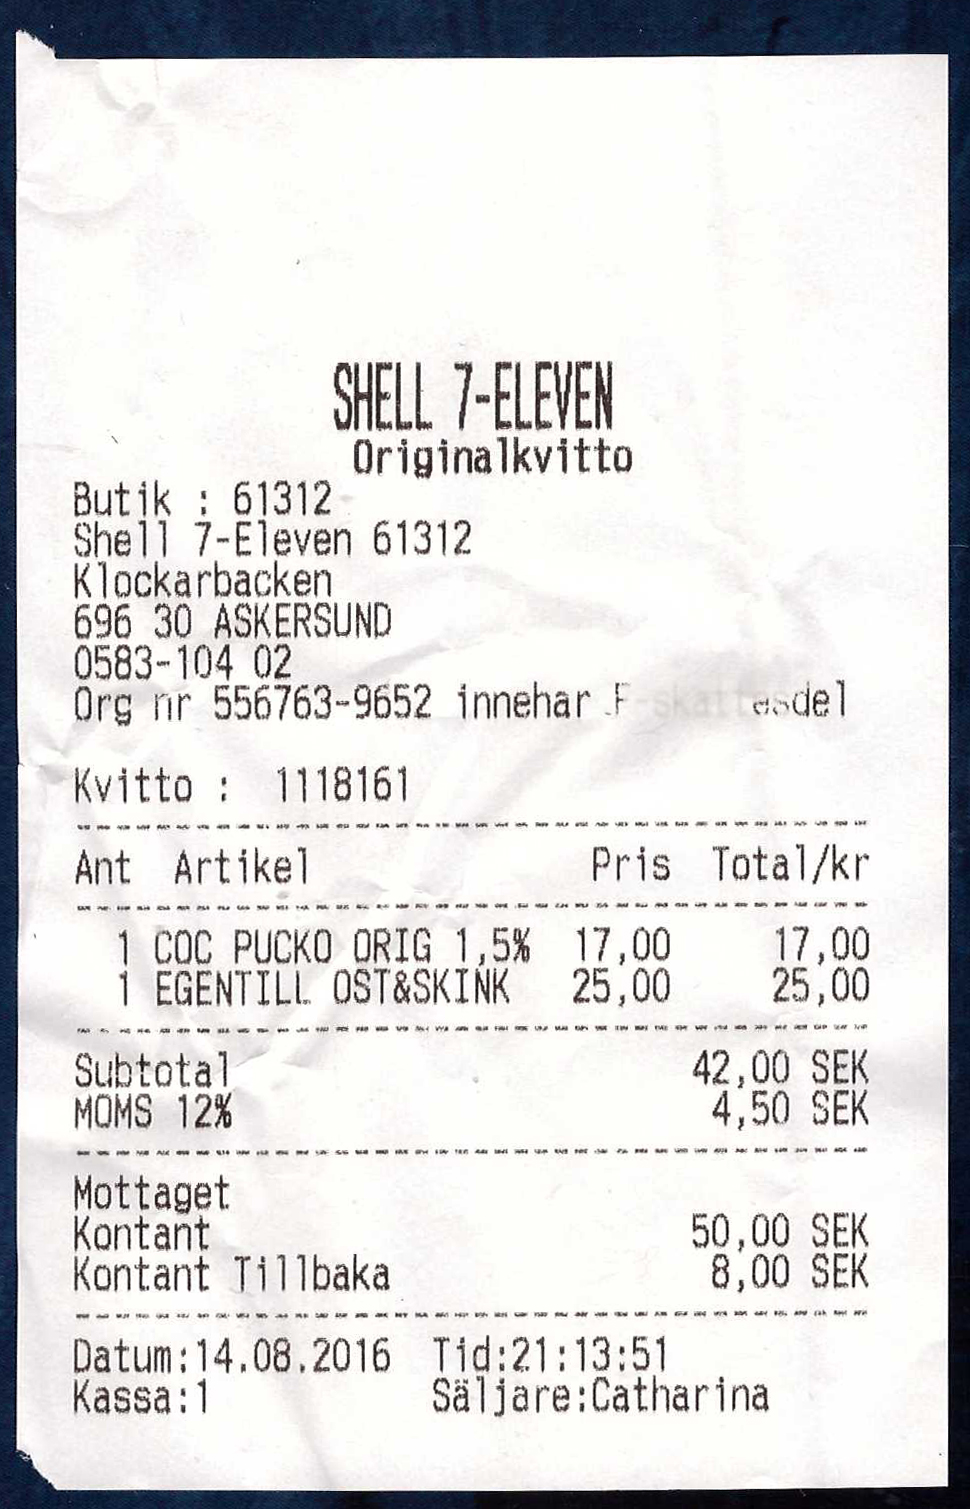 SHELL 7-ELEVEN
Originalkvitto
Butik : 61312
Shell 7-Eleven 61312
Klockarbacken
696 30 ASKERSUND
0583-104 02
Org nr 556763-9652 innehar F-skattesdel
Kvitto : 1118161
Ant Artikel Pris Total/kr
1 COC PUCKO ORIG 1,5% 17,00 17,00
1 EGENTILL OST&SKINK 25,00 25,00
Subtotal 42,00 SEK
MOMS 12% 4,50 SEK
Mottaget
Kontant 50,00 SEK
Kontant Tillbaka 8,00 SEK
Datum:14.08.2016 Tid:21:13:51
Kassa:1 Säljare:Catharina